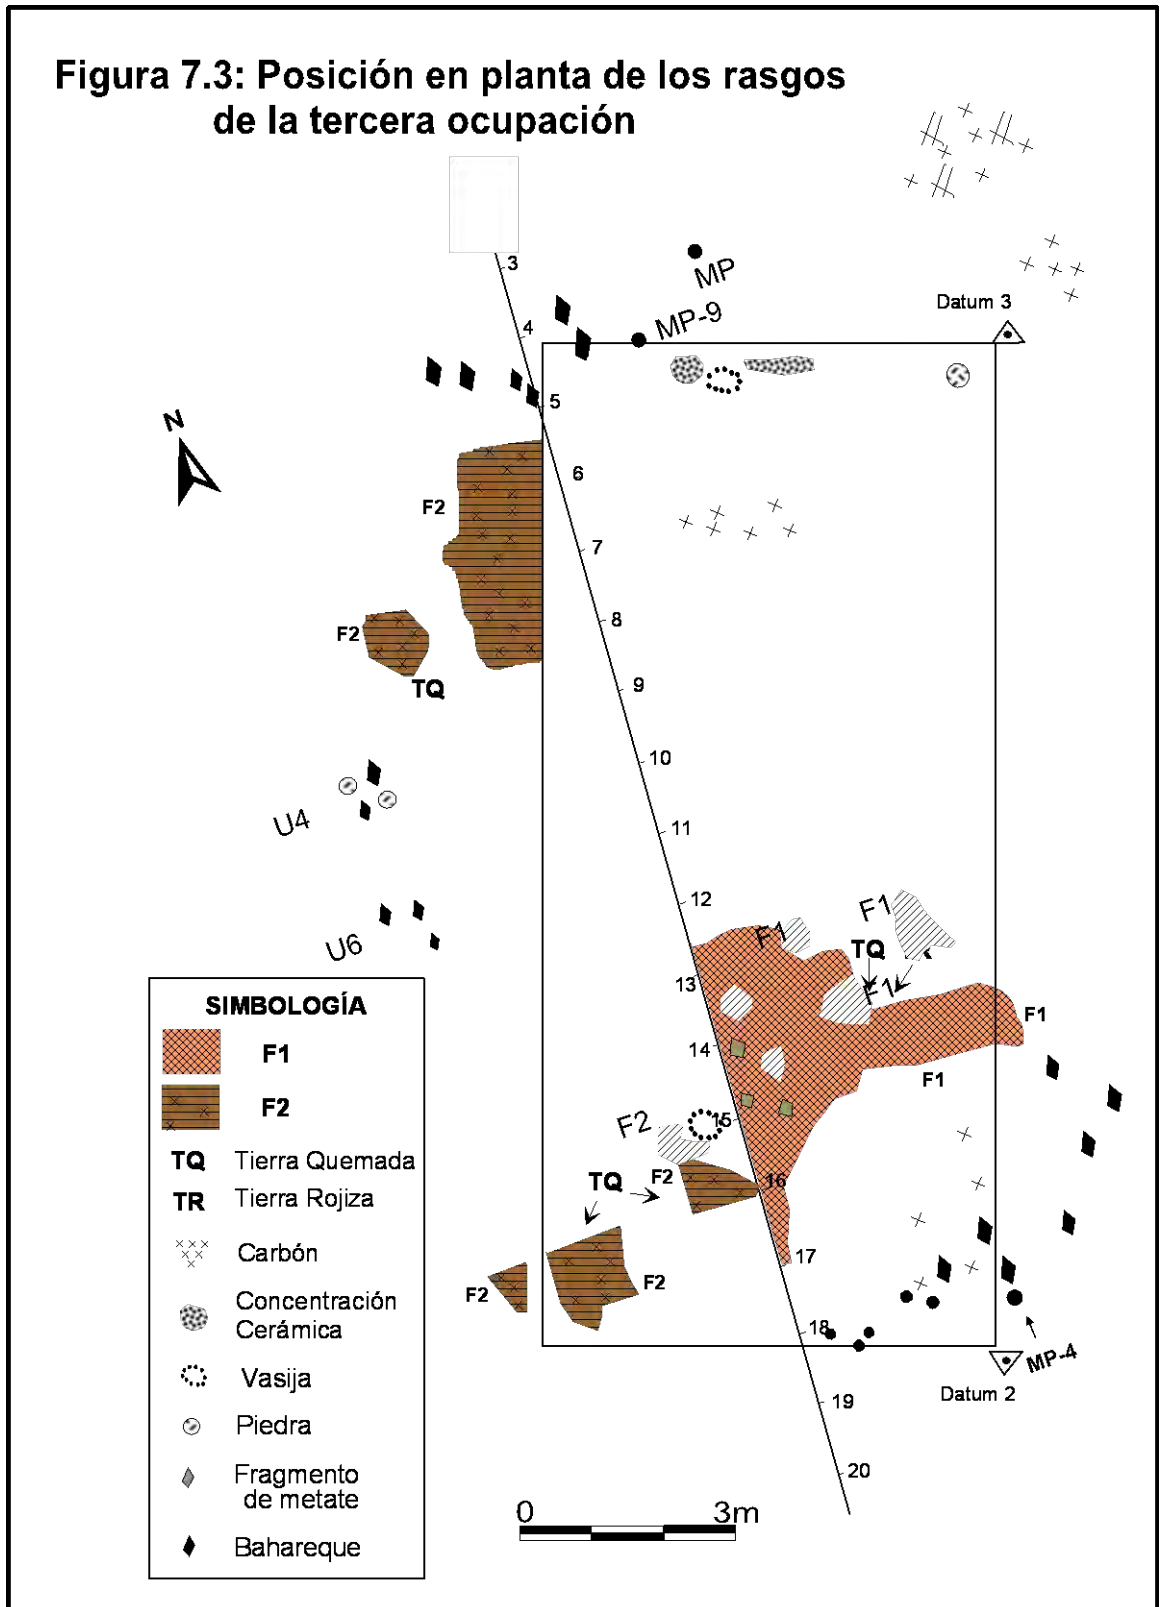 Figura 7.3: Posición en planta de los rasgos
de la tercera ocupación
N
3
4
5
6
7
8
9
10
11
12
13
14
15
16
17
18
19
20
MP
MP-9
Datum 3
F2
F2
TQ
U4
U6
F1
F1
TQ
F1
F1
F1
F2
F2
TQ
F2
F2
MP-4
Datum 2
SIMBOLOGÍA
F1
F2
TQ Tierra Quemada
TR Tierra Rojiza
Carbón
Concentración
Cerámica
Vasija
Piedra
Fragmento
de metate
Bahareque
0 3m